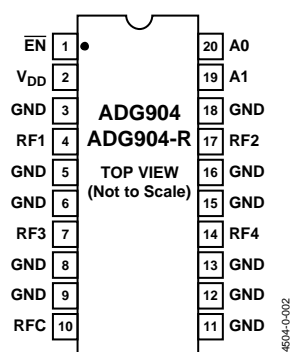 EN 1 20 A0
VDD 2 19 A1
GND 3 ADG904 18 GND
RF1 4 ADG904-R 17 RF2
GND 5 TOP VIEW 16 GND
GND 6 (Not to Scale) 15 GND
RF3 7 14 RF4
GND 8 13 GND
GND 9 12 GND
RFC 10 11 GND
4504-0-002